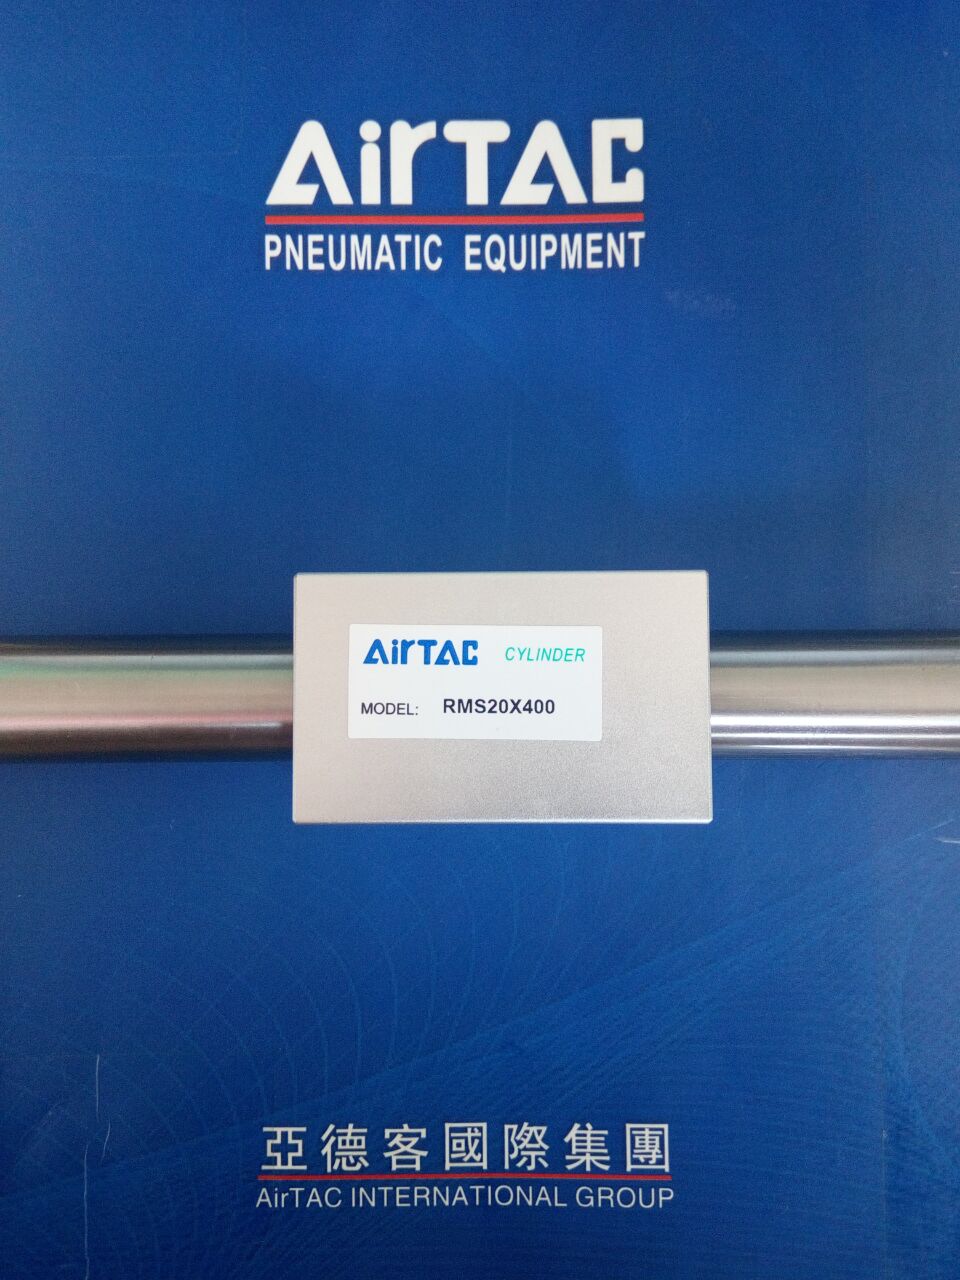 AirTAC
PNEUMATIC EQUIPMENT
AirTAC CYLINDER
MODEL: RMS20X400
亞德客國際集團
AirTAC INTERNATIONAL GROUP